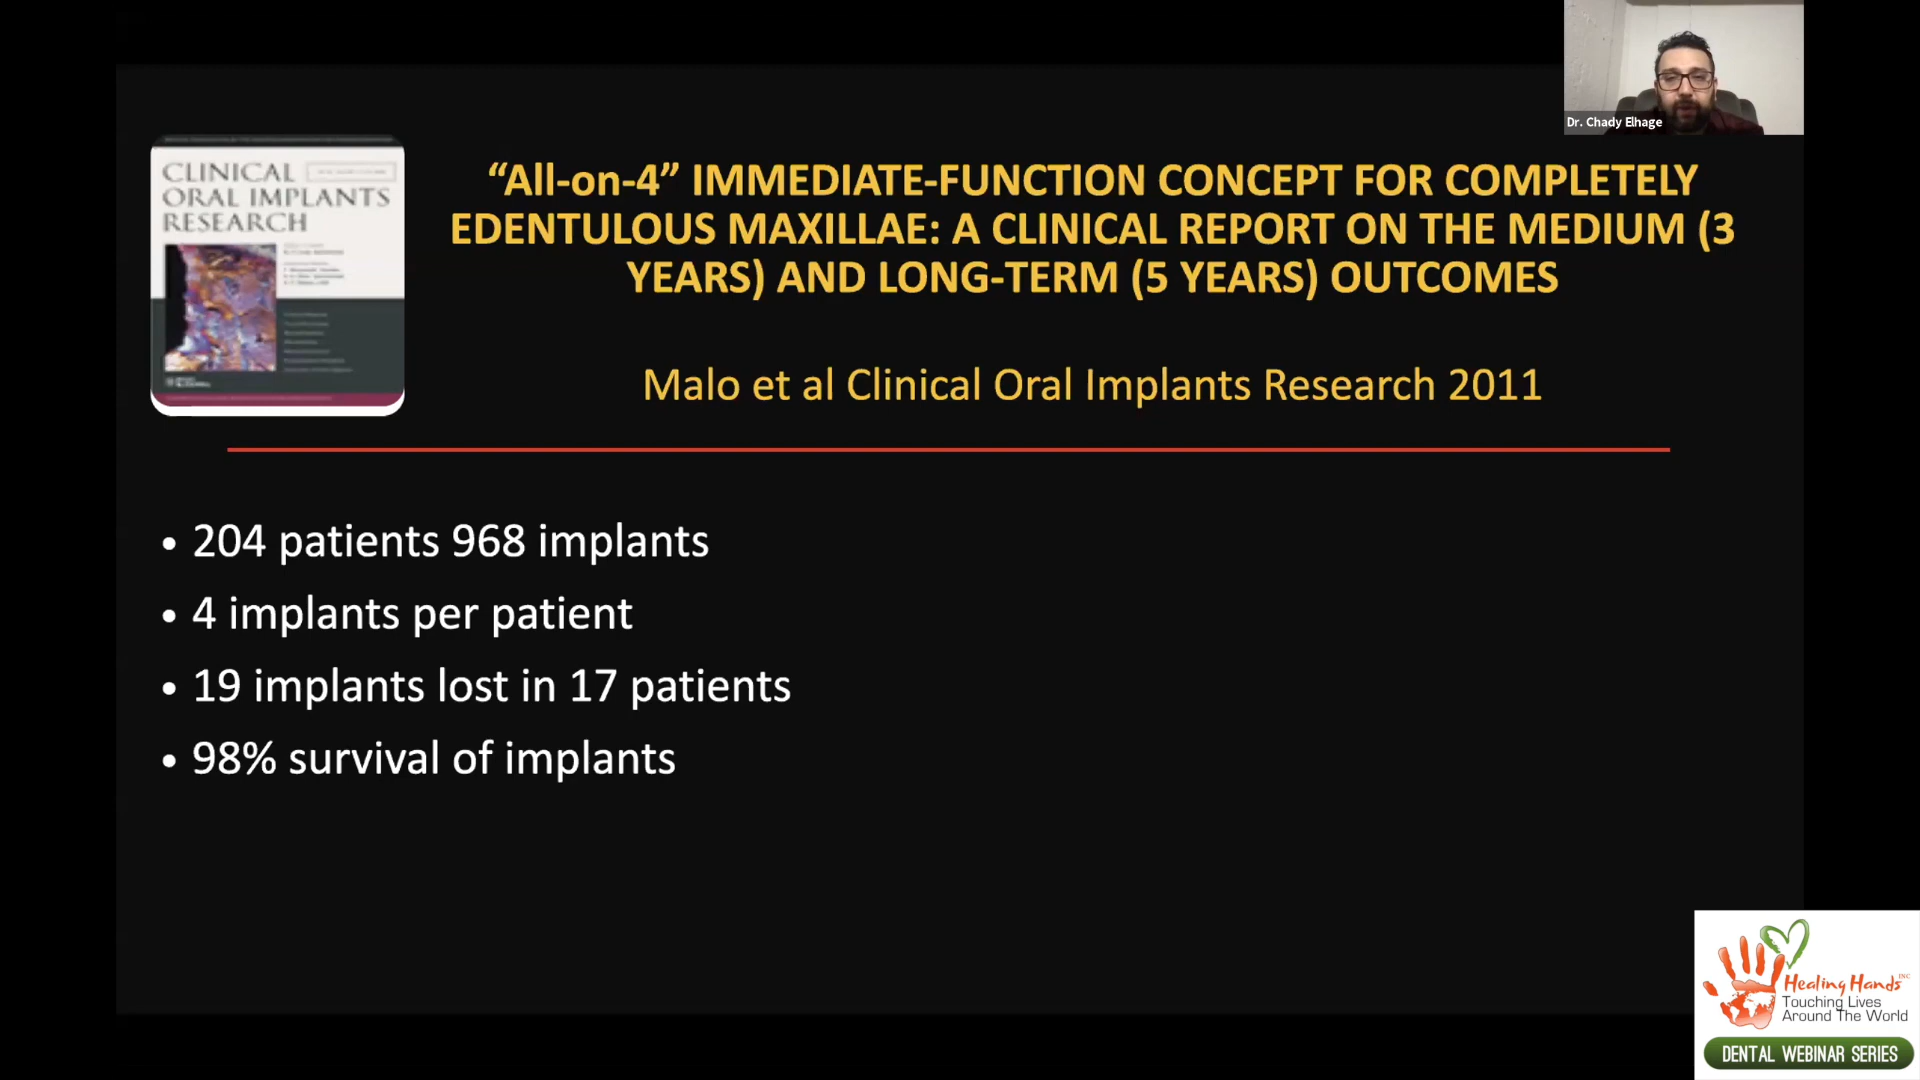 Dr. Chady Elhage
CLINICAL
ORAL IMPLANTS
RESEARCH
“All-on-4” IMMEDIATE-FUNCTION CONCEPT FOR COMPLETELY
EDENTULOUS MAXILLAE: A CLINICAL REPORT ON THE MEDIUM (3
YEARS) AND LONG-TERM (5 YEARS) OUTCOMES
Malo et al Clinical Oral Implants Research 2011
• 204 patients 968 implants
• 4 implants per patient
• 19 implants lost in 17 patients
• 98% survival of implants
Healing Hands INC
Touching Lives
Around The World
DENTAL WEBINAR SERIES